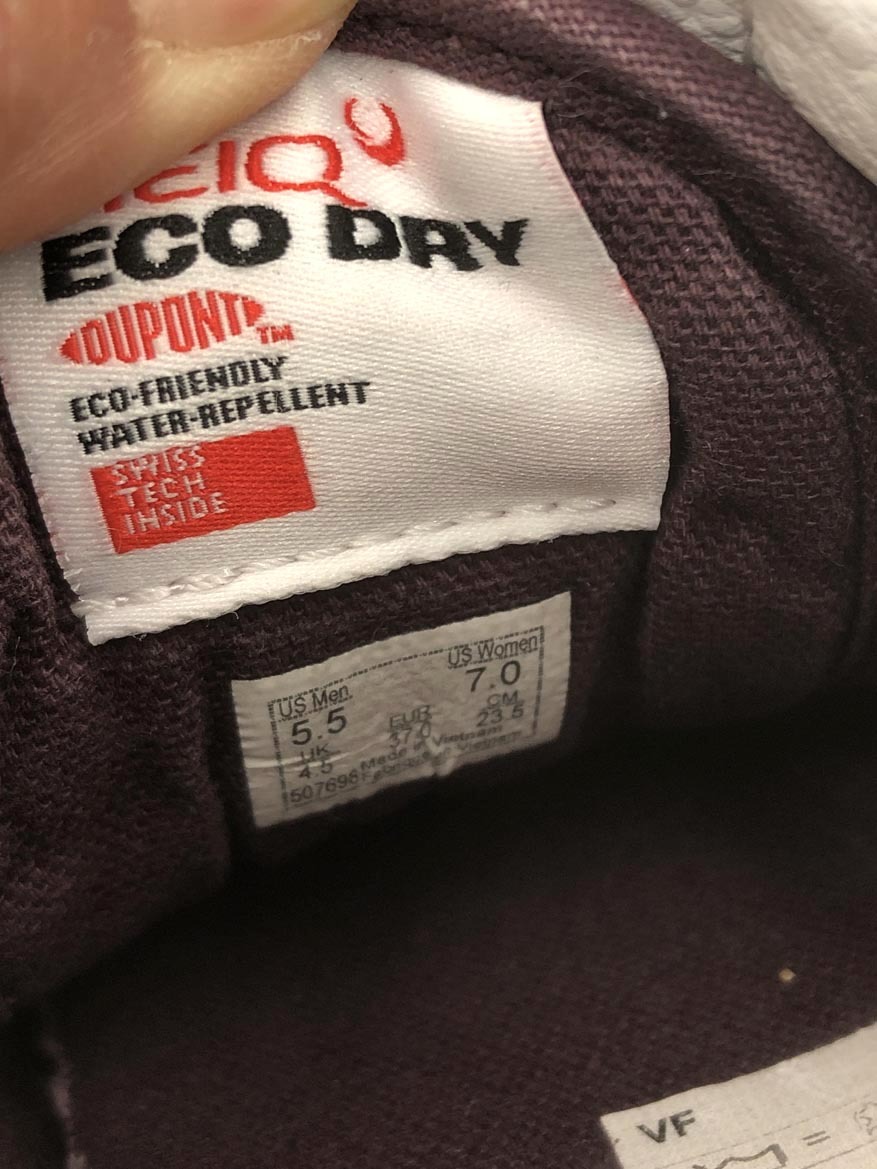 ECO DRY
DUPONT™
ECO-FRIENDLY
WATER-REPELLENT
SWISS
TECH
INSIDE
US Men
US Women
5.5
7.0
UK
EUR
CM
4.5
37.0
23.5
Made in Vietnam
507698
Vietnam
VF
=